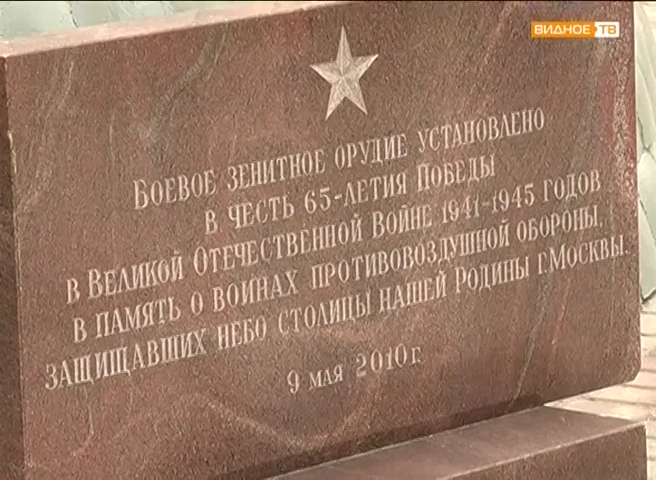 ВИДНОЕ ТВ
БОЕВОЕ ЗЕНИТНОЕ ОРУДИЕ УСТАНОВЛЕНО
В ЧЕСТЬ 65-ЛЕТИЯ ПОБЕДЫ
В ВЕЛИКОЙ ОТЕЧЕСТВЕННОЙ ВОЙНЕ 1941-1945 ГОДОВ
В ПАМЯТЬ О ВОИНАХ ПРОТИВОВОЗДУШНОЙ ОБОРОНЫ,
ЗАЩИЩАВШИХ НЕБО СТОЛИЦЫ НАШЕЙ РОДИНЫ Г.МОСКВЫ.
9 МАЯ 2010 Г.